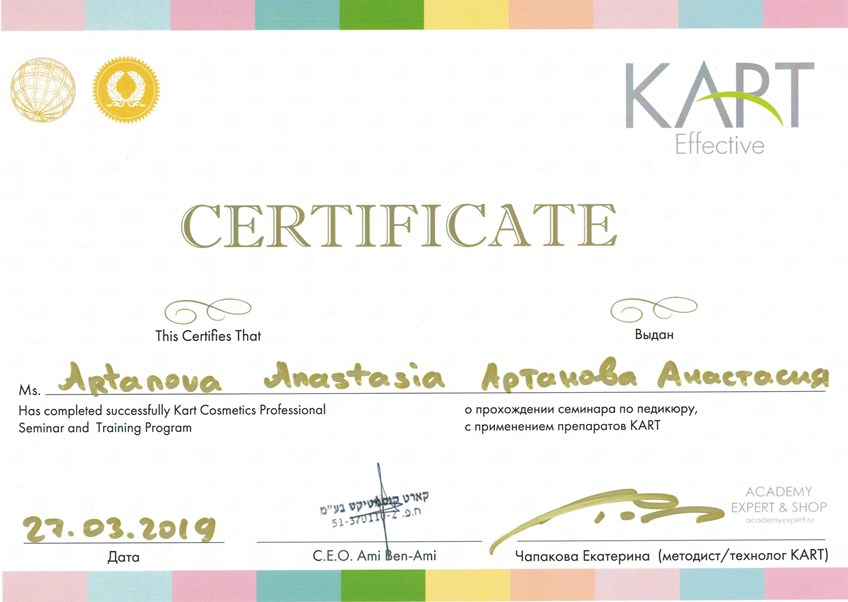 KART
Effective
CERTIFICATE
This Certifies That
Выдан
Ms. Artanova Anastasia Артанова Анастасия
Has completed successfully Kart Cosmetics Professional
Seminar and Training Program
о прохождении семинара по педикюру,
с применением препаратов KART
27.03.2019
Дата
קארט קוסמטיקס בע"מ
ח.פ. 51-370110-2
C.E.O. Ami Ben-Ami
ACADEMY
EXPERT & SHOP
academyexpert.ru
Чапакова Екатерина (методист/технолог KART)